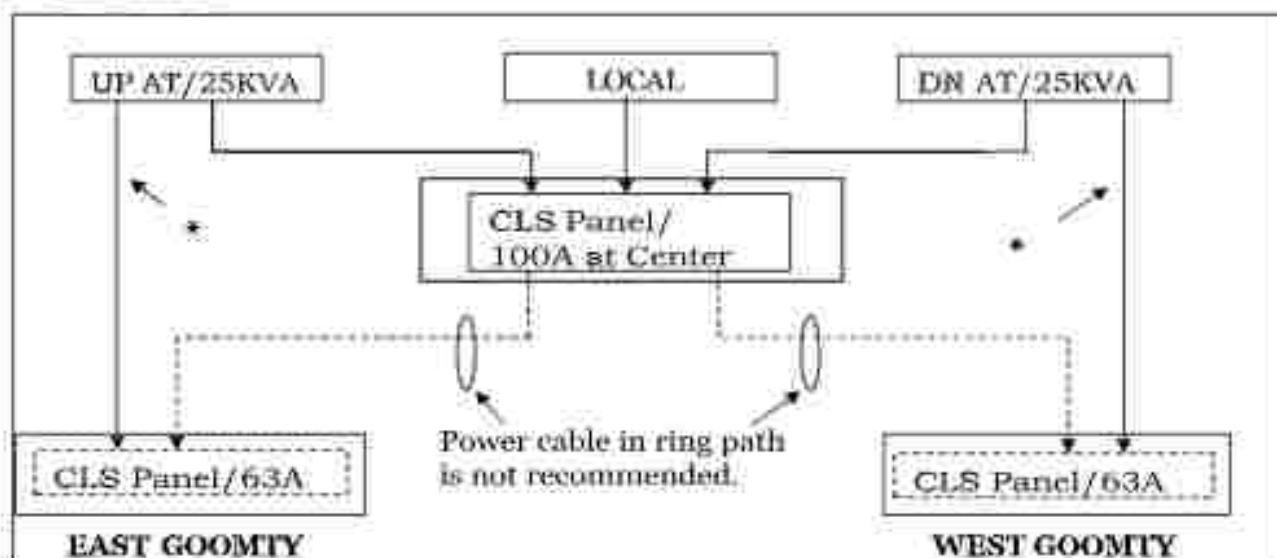 UP AT/25KVA
LOCAL
DN AT/25KVA
*
*
CLS Panel/
100A at Center
Power cable in ring path
is not recommended.
CLS Panel/63A
CLS Panel/63A
EAST GOOMTY
WEST GOOMTY